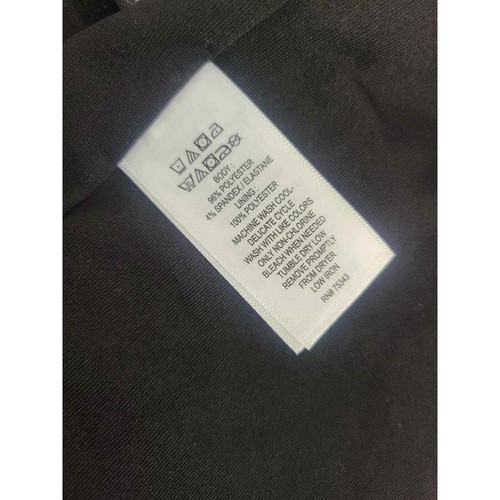 BODY :
96% POLYESTER
4% SPANDEX / ELASTANE
LINING :
100% POLYESTER
MACHINE WASH COOL-
DELICATE CYCLE
WASH WITH LIKE COLORS
ONLY NON-CHLORINE
BLEACH WHEN NEEDED
TUMBLE DRY LOW
REMOVE PROMPTLY
FROM DRYER
LOW IRON
RN# 75343